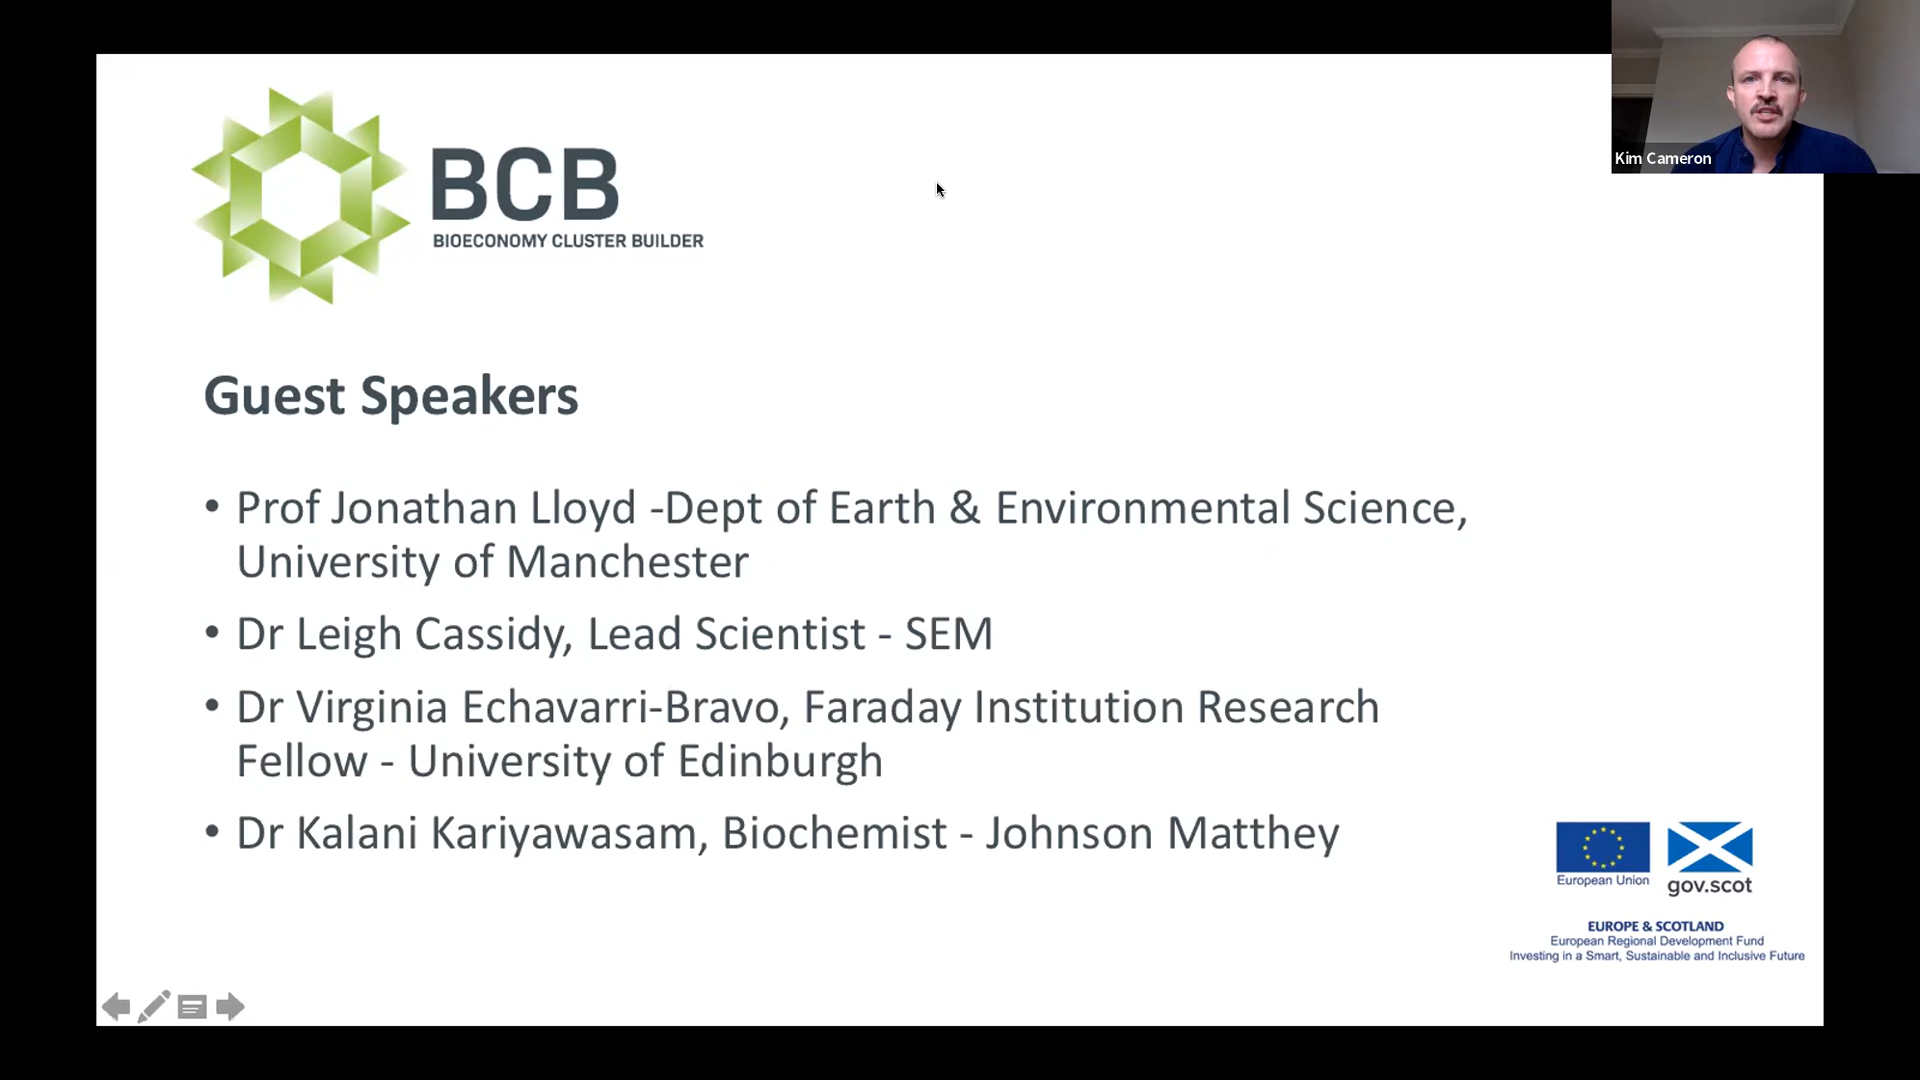 Kim Cameron
BCB
BIOECONOMY CLUSTER BUILDER
Guest Speakers
• Prof Jonathan Lloyd -Dept of Earth & Environmental Science,
University of Manchester
• Dr Leigh Cassidy, Lead Scientist - SEM
• Dr Virginia Echavarri-Bravo, Faraday Institution Research
Fellow - University of Edinburgh
• Dr Kalani Kariyawasam, Biochemist - Johnson Matthey
European Union
gov.scot
EUROPE & SCOTLAND
European Regional Development Fund
Investing in a Smart, Sustainable and Inclusive Future